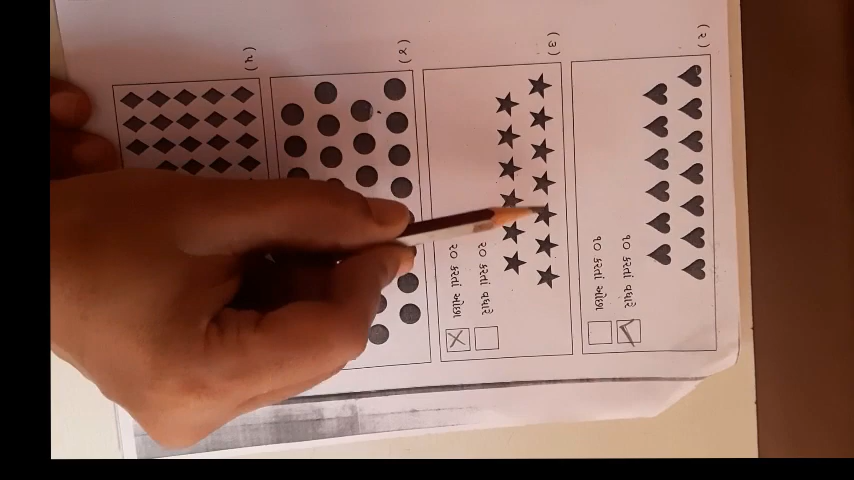 (૨)
૧૦ કરતાં વધારે
૧૦ કરતાં ઓછા
(૩)
૨૦ કરતાં વધારે
૨૦ કરતાં ઓછા
(૪)
(૫)